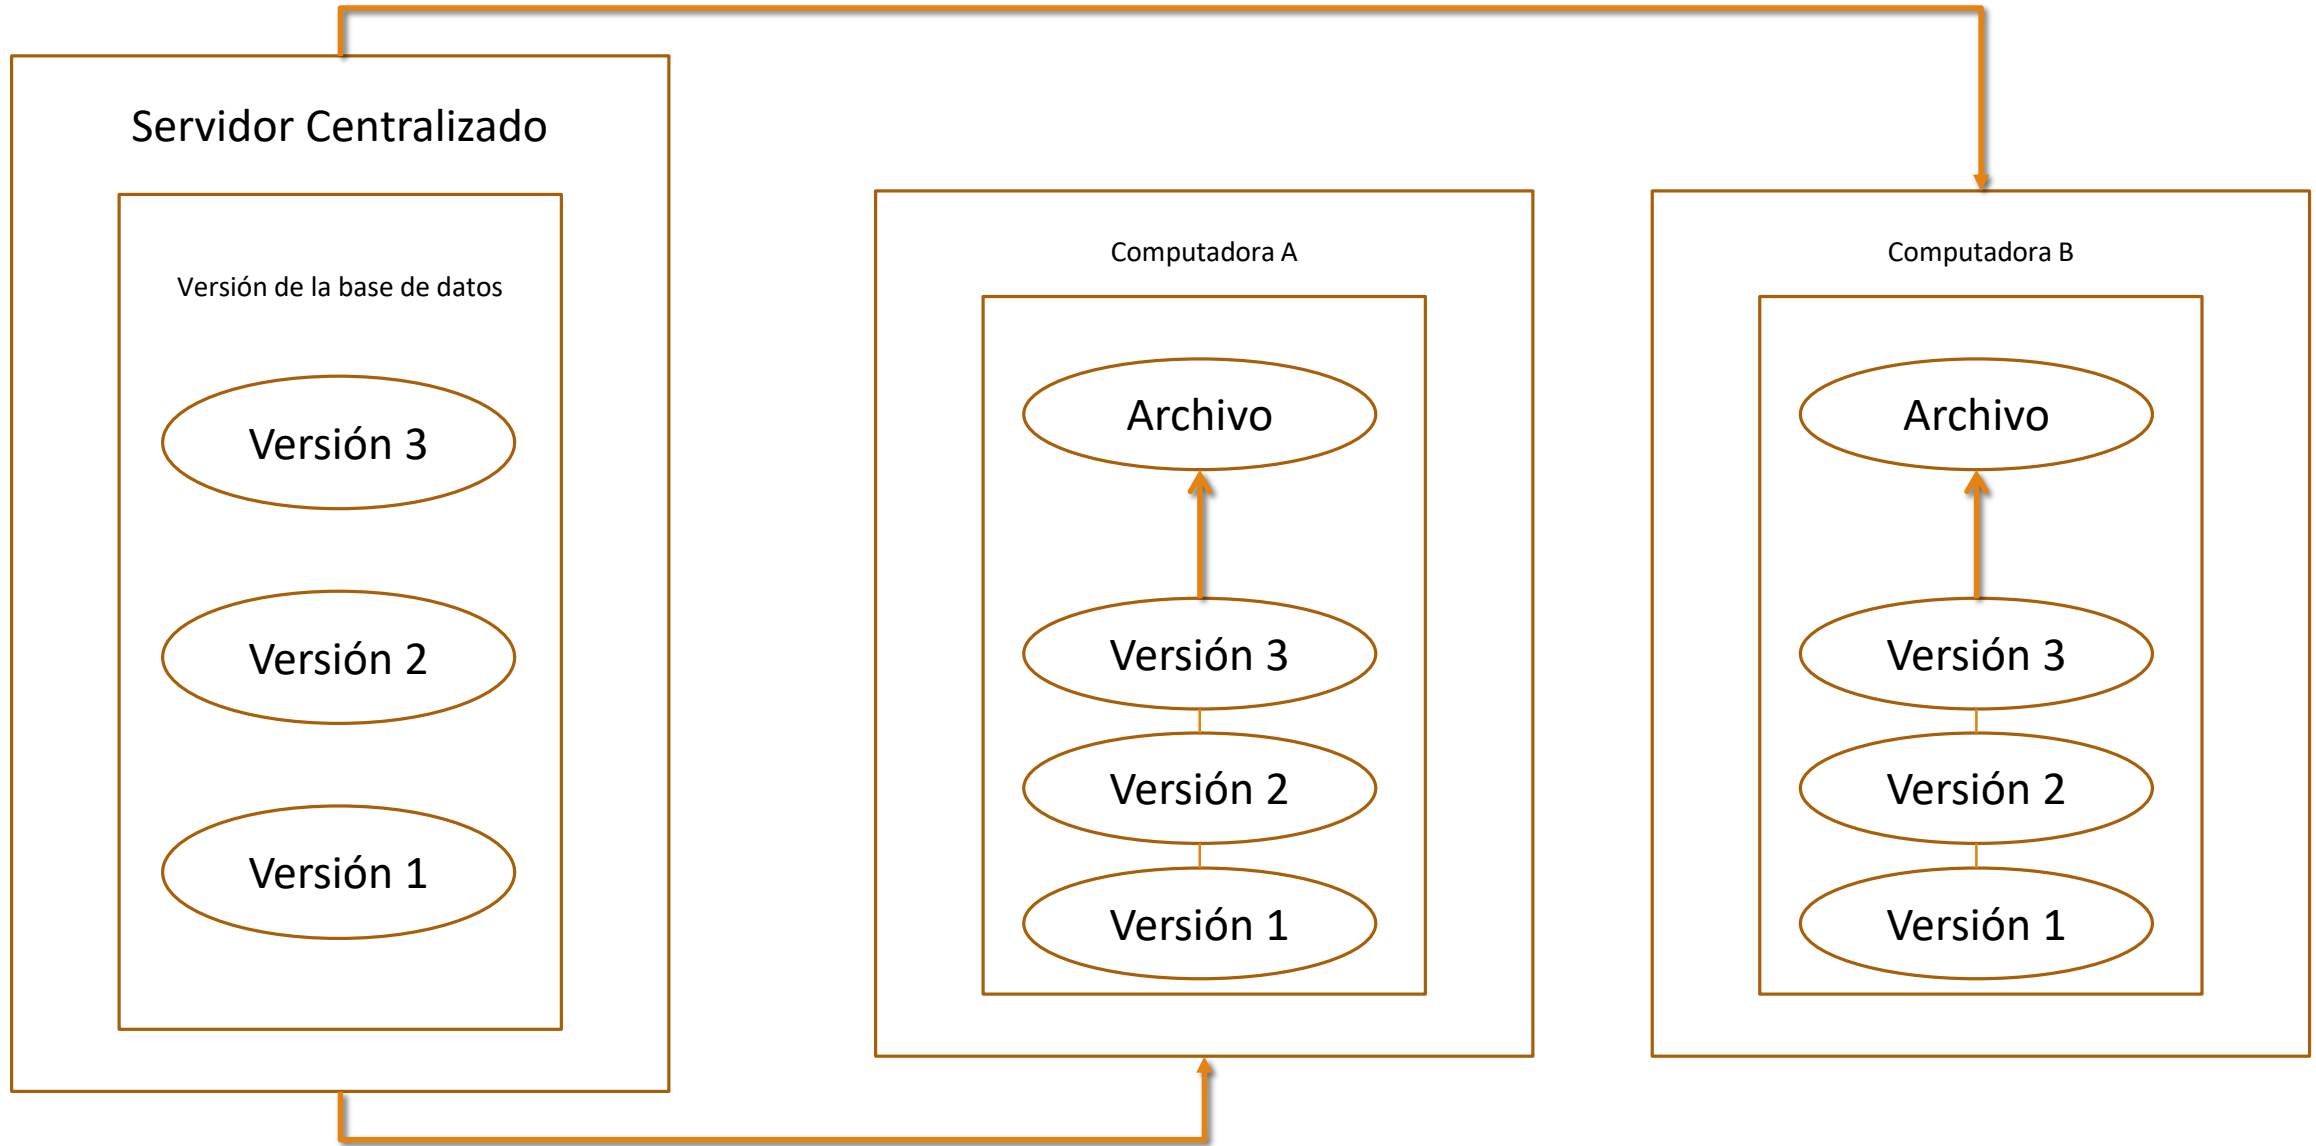 Servidor Centralizado
Versión de la base de datos
Versión 3
Versión 2
Versión 1
Computadora A
Archivo
Versión 3
Versión 2
Versión 1
Computadora B
Archivo
Versión 3
Versión 2
Versión 1